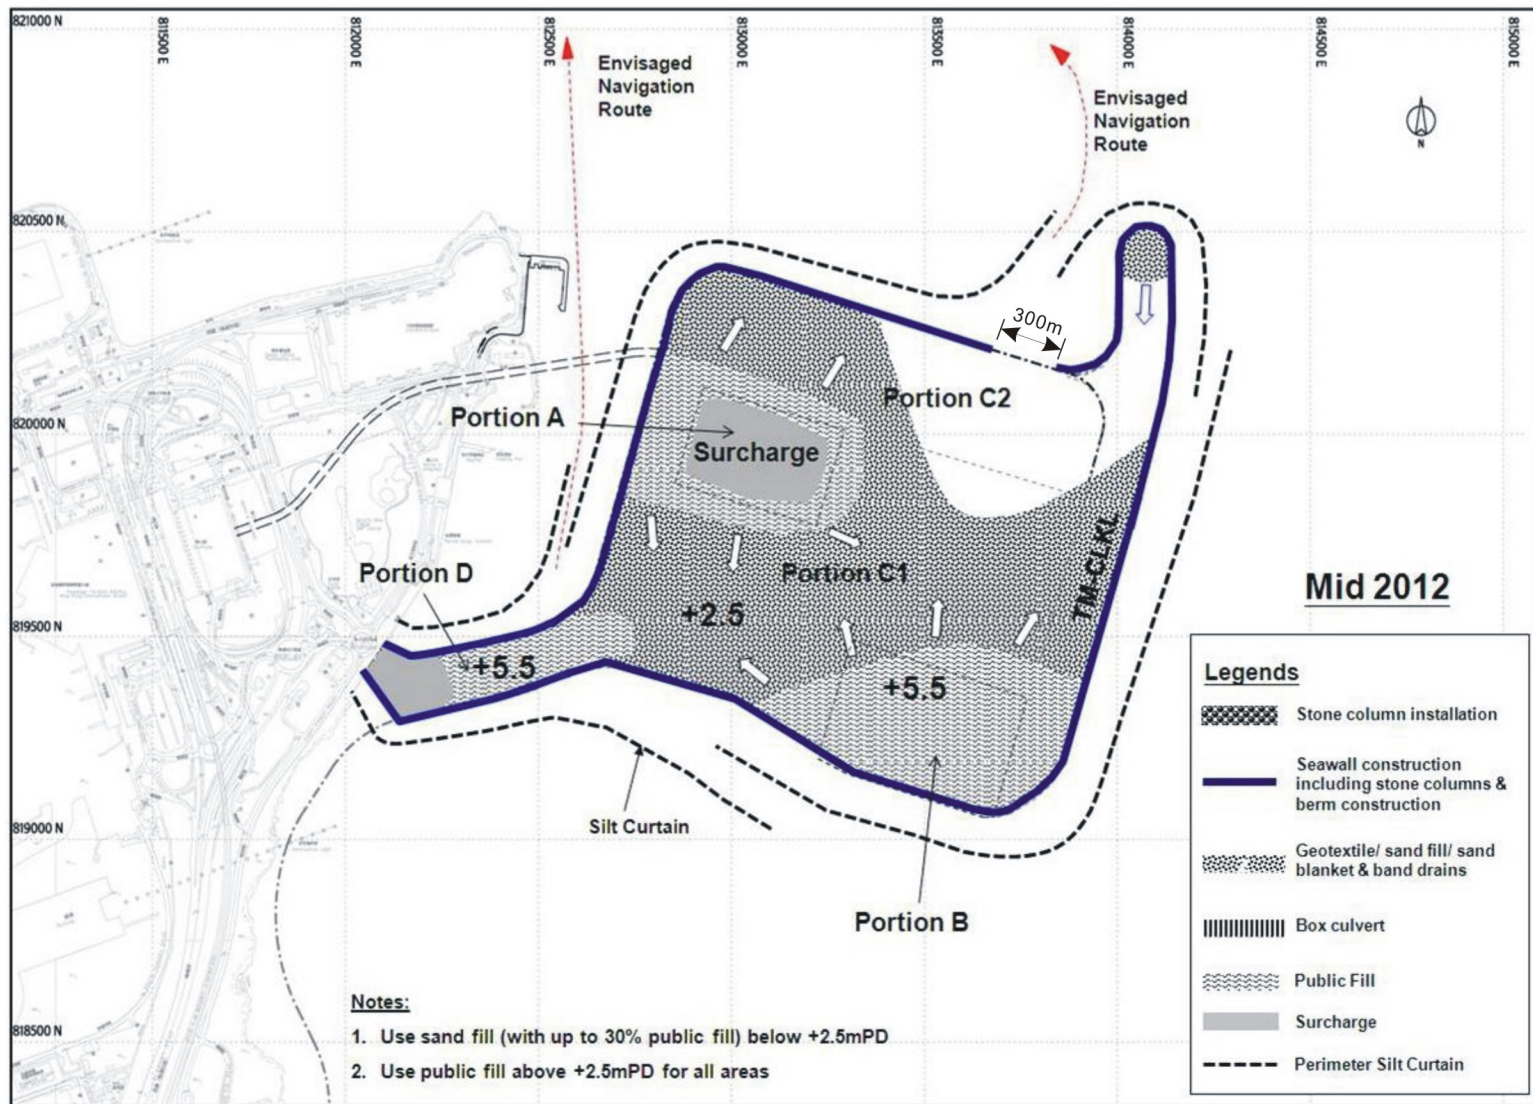 821000 N
811500 E
812000 E
812500 E
813000 E
813500 E
814000 E
814500 E
815000 E
Envisaged
Navigation
Route
Envisaged
Navigation
Route
N
820500 N
300m
Portion C2
Portion A
820000 N
Surcharge
TM-CLKL
Portion D
Portion C1
Mid 2012
+2.5
819500 N
+5.5
+5.5
Silt Curtain
819000 N
Portion B
818500 N
Notes:
1. Use sand fill (with up to 30% public fill) below +2.5mPD
2. Use public fill above +2.5mPD for all areas
Legends
Stone column installation
Seawall construction
including stone columns &
berm construction
Geotextile/ sand fill/ sand
blanket & band drains
Box culvert
Public Fill
Surcharge
Perimeter Silt Curtain